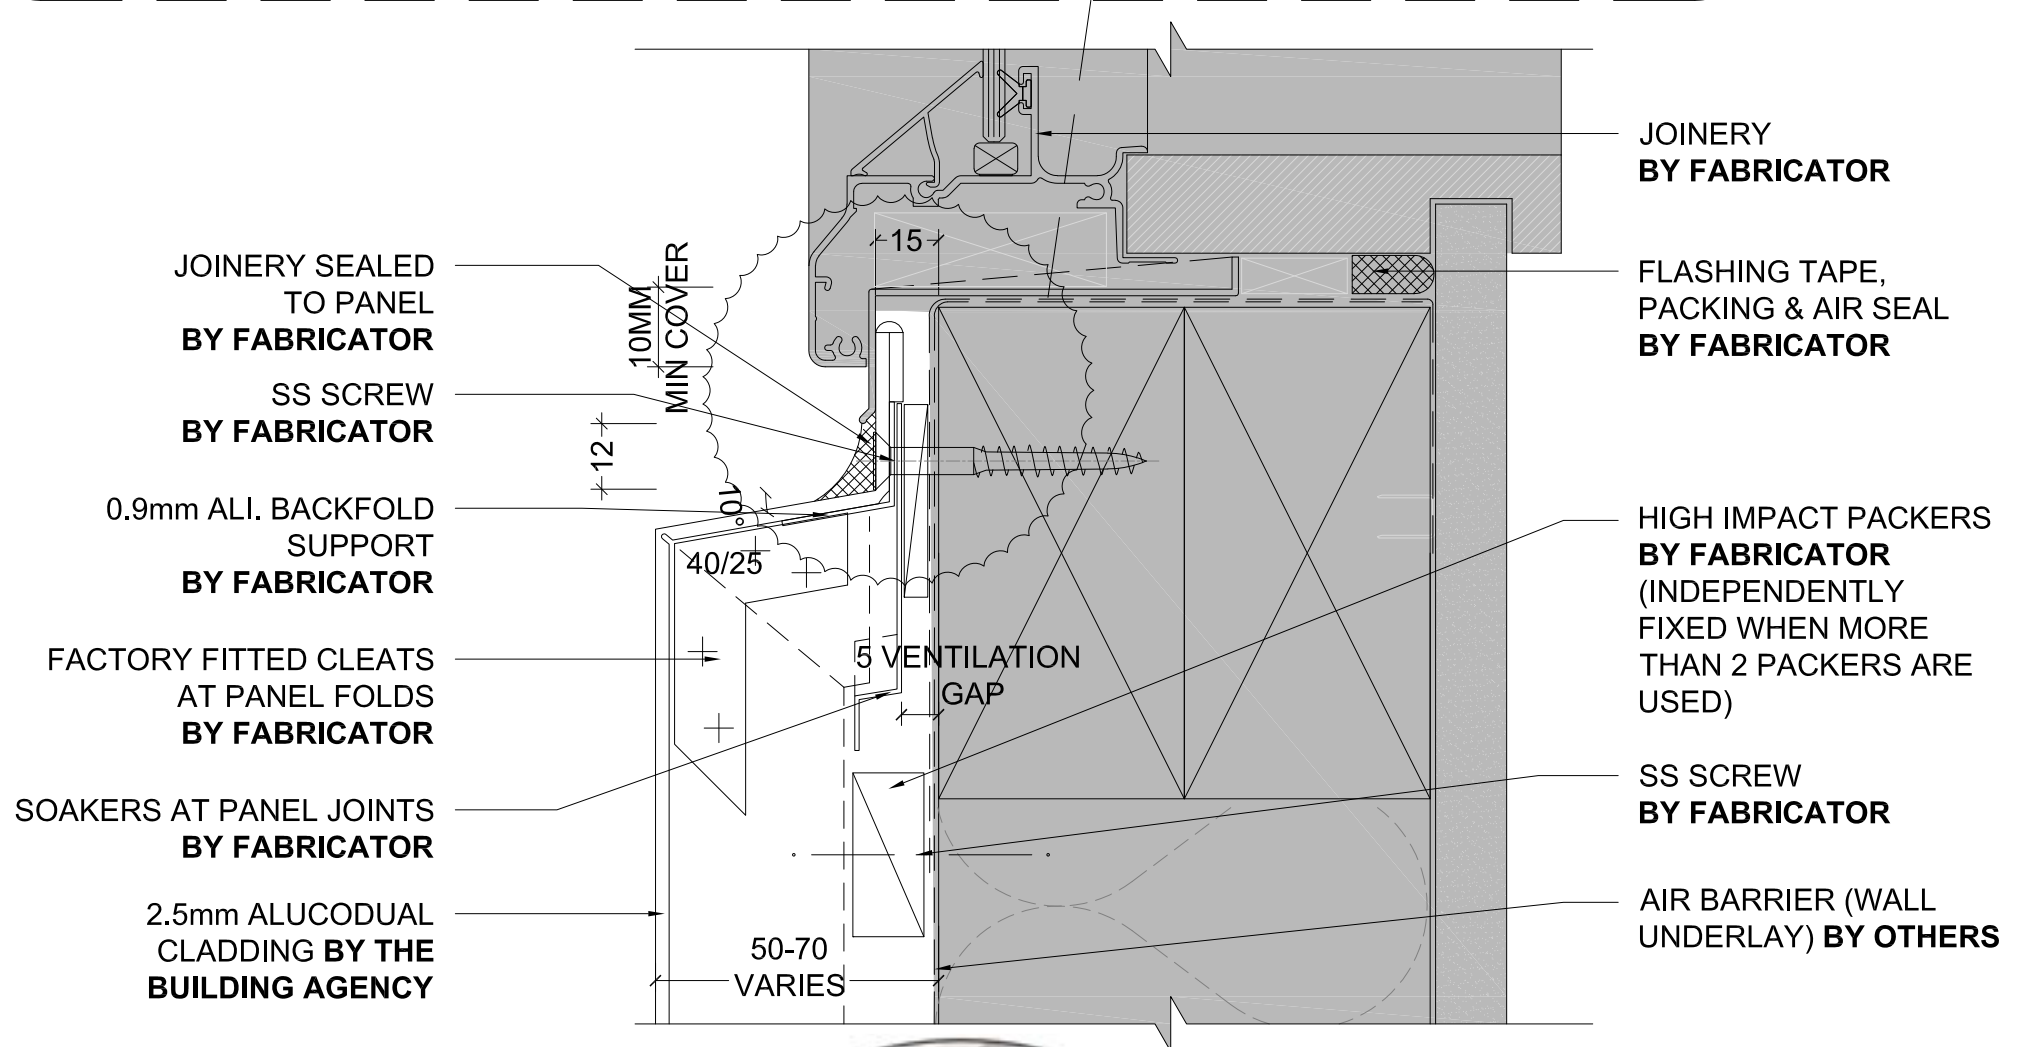 JOINERY SEALED
TO PANEL
BY FABRICATOR
SS SCREW
BY FABRICATOR
0.9mm ALI. BACKFOLD
SUPPORT
BY FABRICATOR
FACTORY FITTED CLEATS
AT PANEL FOLDS
BY FABRICATOR
SOAKERS AT PANEL JOINTS
BY FABRICATOR
2.5mm ALUCODUAL
CLADDING BY THE
BUILDING AGENCY
10MM
MIN COVER
15
12
10°
40/25
5 VENTILATION
GAP
50-70
VARIES
JOINERY
BY FABRICATOR
FLASHING TAPE,
PACKING & AIR SEAL
BY FABRICATOR
HIGH IMPACT PACKERS
BY FABRICATOR
(INDEPENDENTLY
FIXED WHEN MORE
THAN 2 PACKERS ARE
USED)
SS SCREW
BY FABRICATOR
AIR BARRIER (WALL
UNDERLAY) BY OTHERS